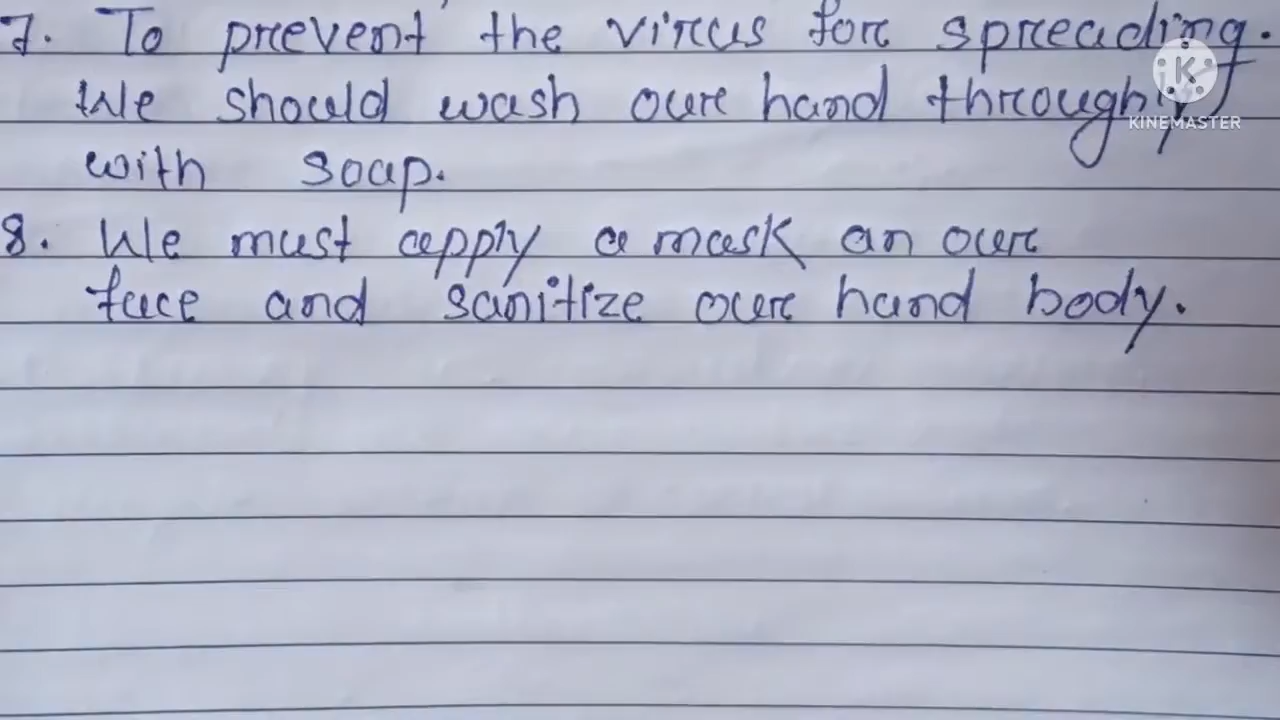 7. To prevent the virus for spreading.
We should wash our hand throughly
with soap.
8. We must apply a mask an our
face and sanitize our hand body.
K
KINEMASTER